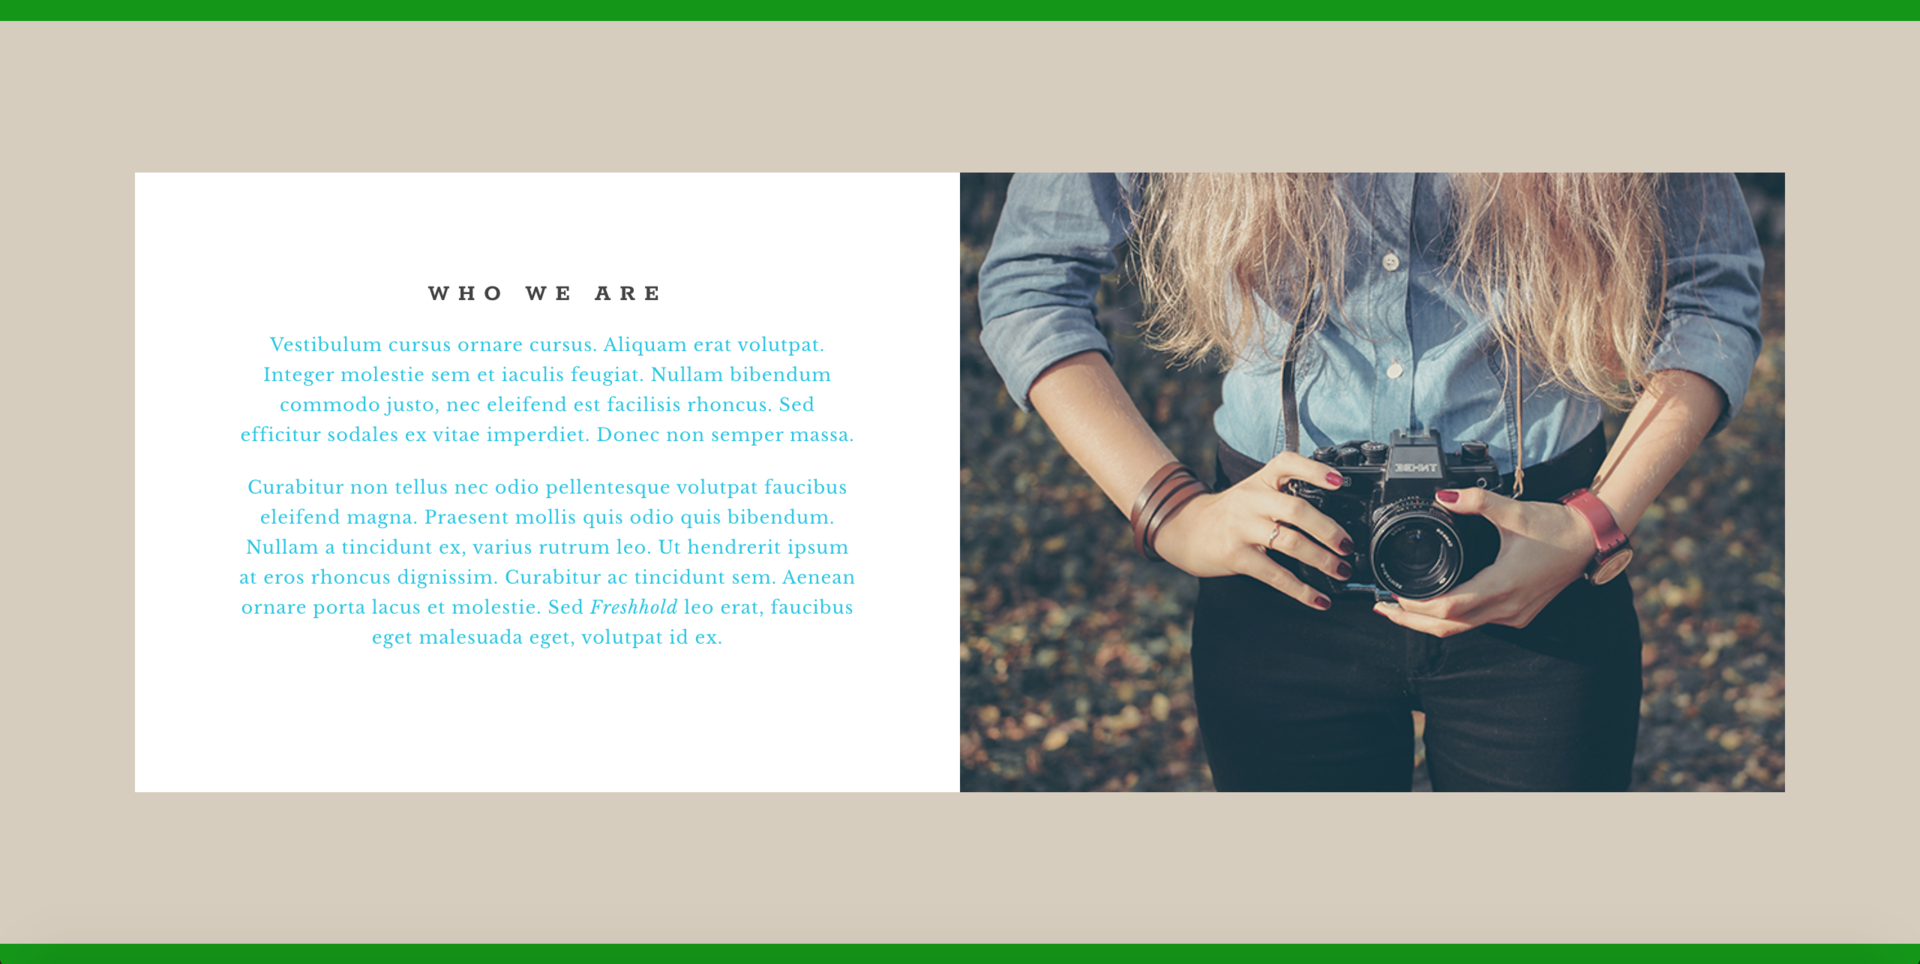 WHO WE ARE
Vestibulum cursus ornare cursus. Aliquam erat volutpat.
Integer molestie sem et iaculis feugiat. Nullam bibendum
commodo justo, nec eleifend est facilisis rhoncus. Sed
efficitur sodales ex vitae imperdiet. Donec non semper massa.
Curabitur non tellus nec odio pellentesque volutpat faucibus
eleifend magna. Praesent mollis quis odio quis bibendum.
Nullam a tincidunt ex, varius rutrum leo. Ut hendrerit ipsum
at eros rhoncus dignissim. Curabitur ac tincidunt sem. Aenean
ornare porta lacus et molestie. Sed Freshhold leo erat, faucibus
eget malesuada eget, volutpat id ex.